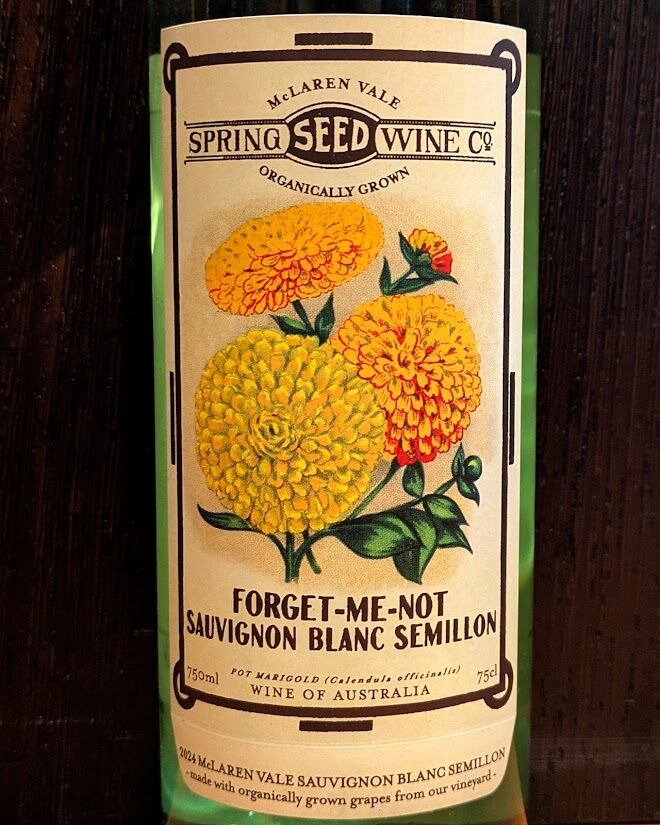 McLAREN VALE
SPRING SEED WINE Co
ORGANICALLY GROWN
FORGET-ME-NOT
SAUVIGNON BLANC SEMILLON
750ml POT MARIGOLD (Calendula officinalis) 75cl
WINE OF AUSTRALIA
2024 McLAREN VALE SAUVIGNON BLANC SEMILLON
- made with organically grown grapes from our vineyard -